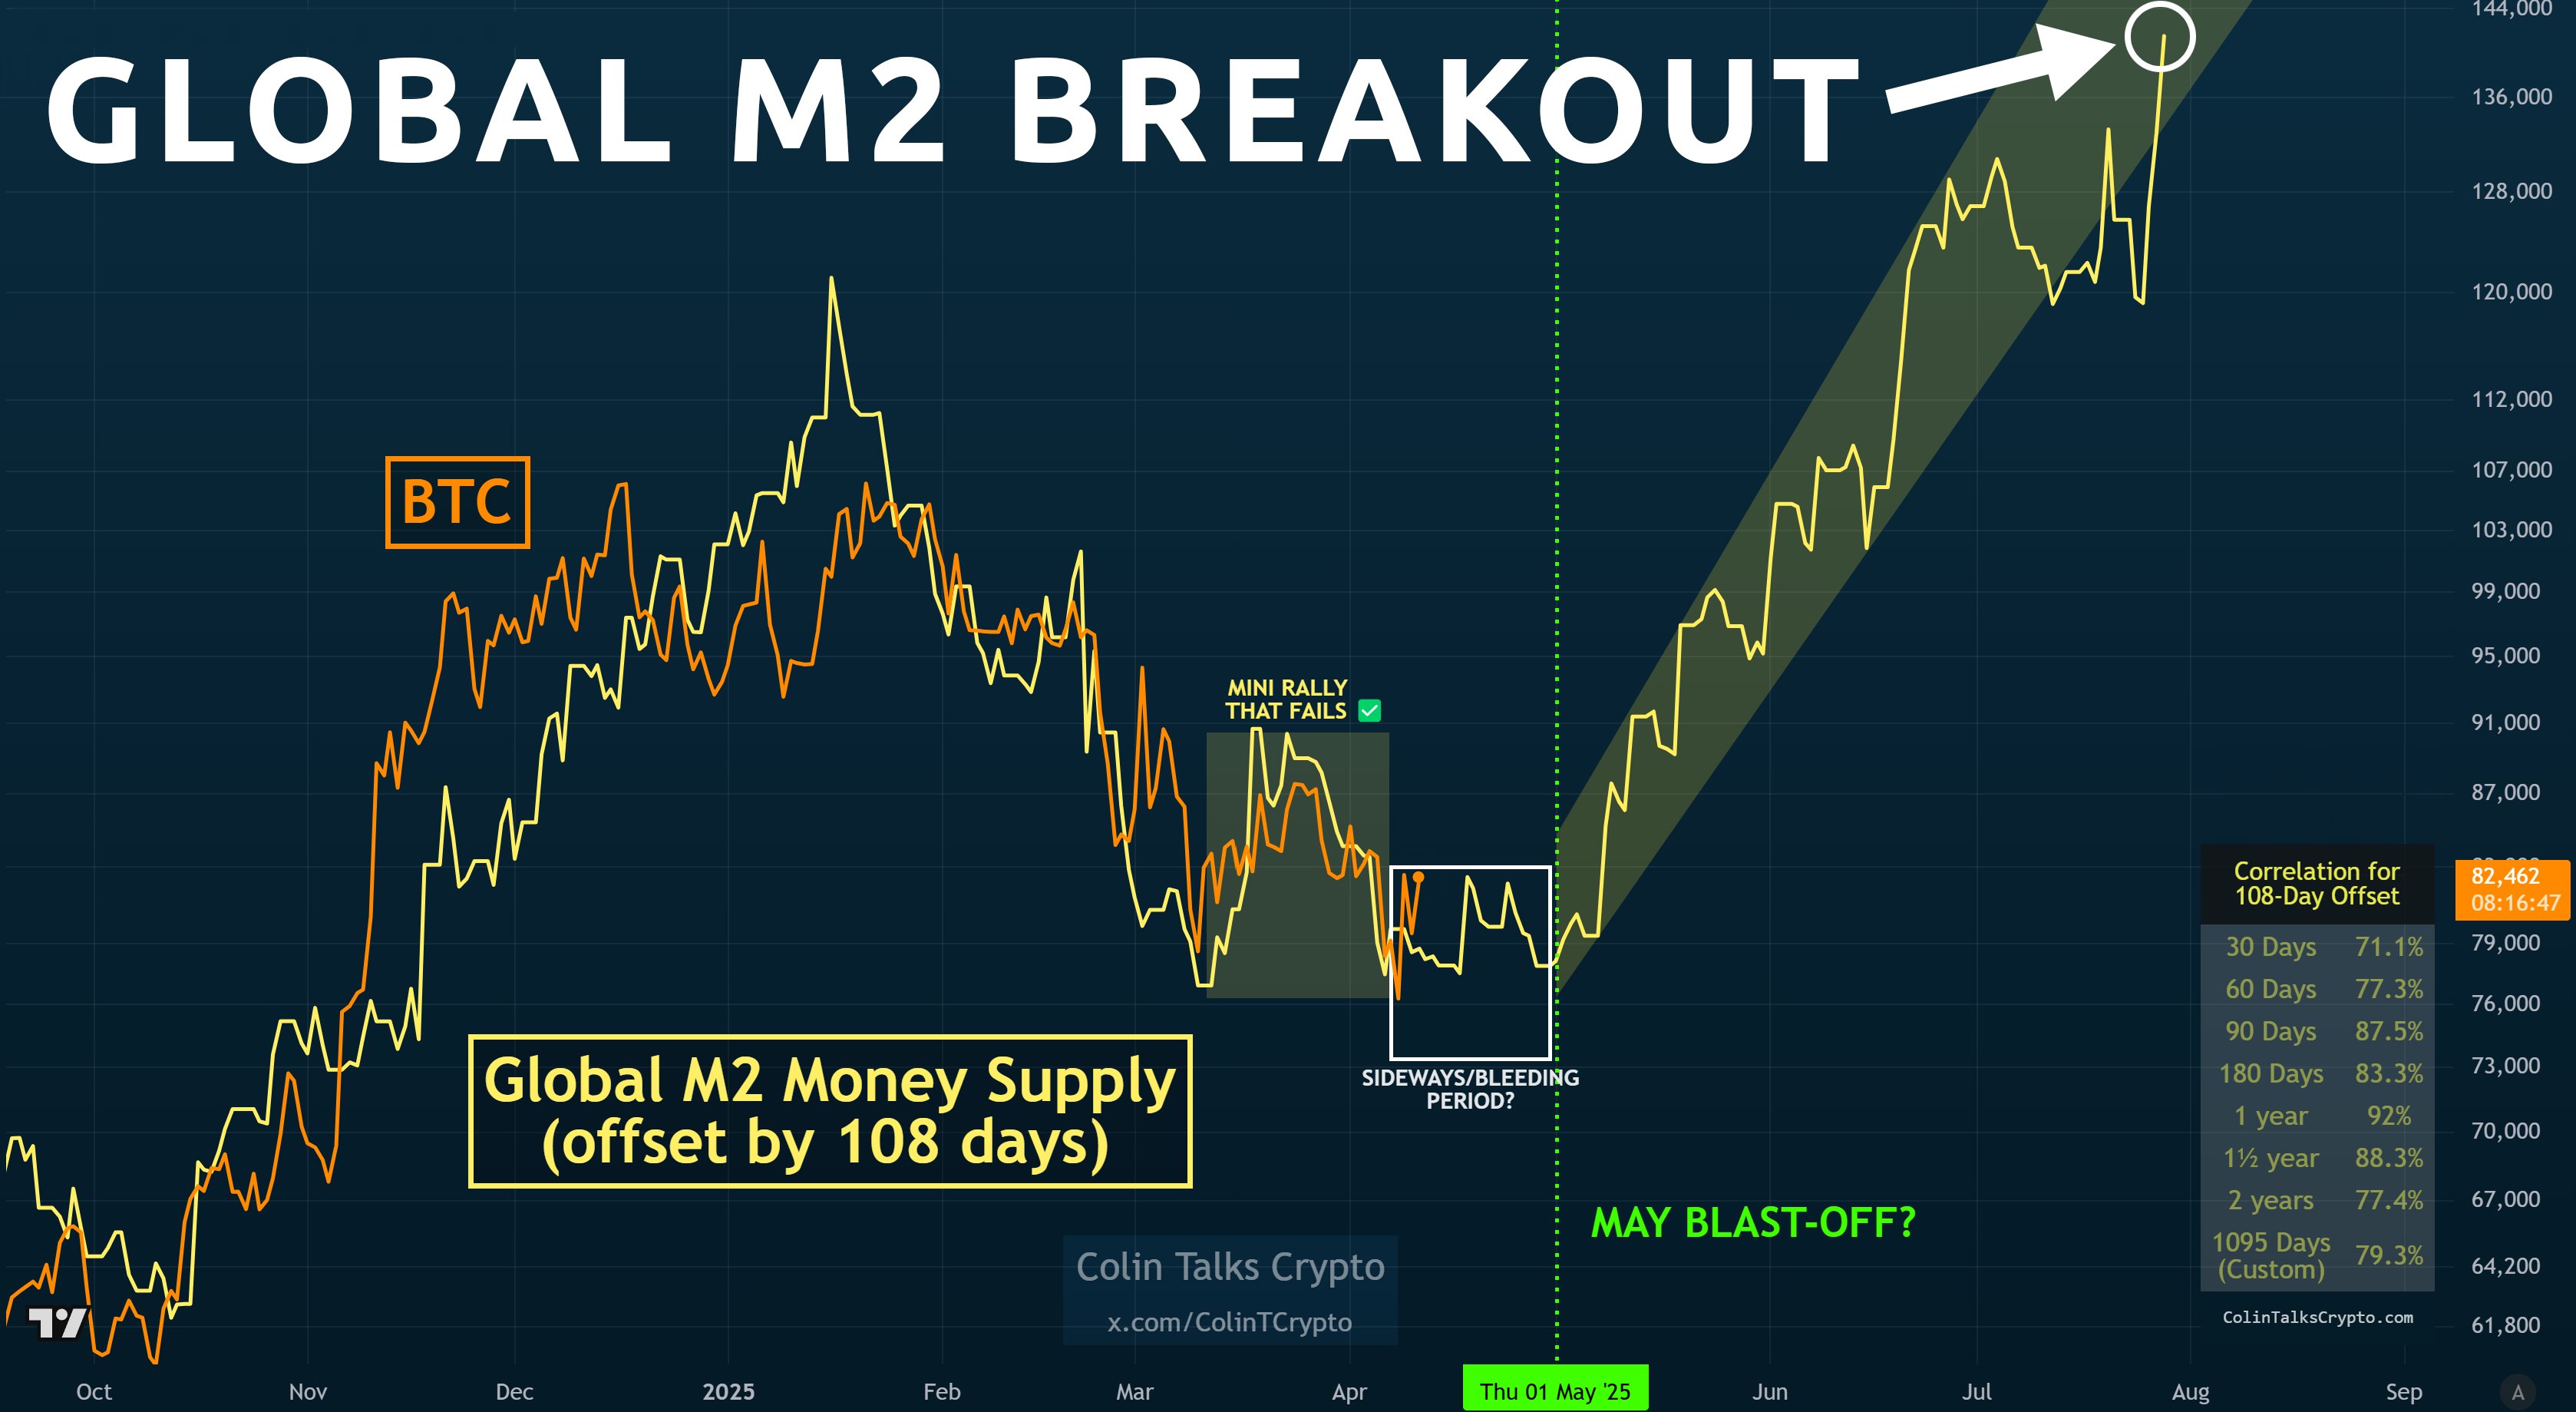 GLOBAL M2 BREAKOUT
BTC
MINI RALLY
THAT FAILS ✅
Global M2 Money Supply
(offset by 108 days)
SIDEWAYS/BLEEDING
PERIOD?
MAY BLAST-OFF?
Colin Talks Crypto
x.com/ColinTCrypto
Correlation for
108-Day Offset
30 Days 71.1%
60 Days 77.3%
90 Days 87.5%
180 Days 83.3%
1 year 92%
1½ year 88.3%
2 years 77.4%
1095 Days
(Custom) 79.3%
ColinTalksCrypto.com
144,000
136,000
128,000
120,000
112,000
107,000
103,000
99,000
95,000
91,000
87,000
82,462
08:16:47
79,000
76,000
73,000
70,000
67,000
64,200
61,800
Oct Nov Dec 2025 Feb Mar Apr Thu 01 May '25 Jun Jul Aug Sep A